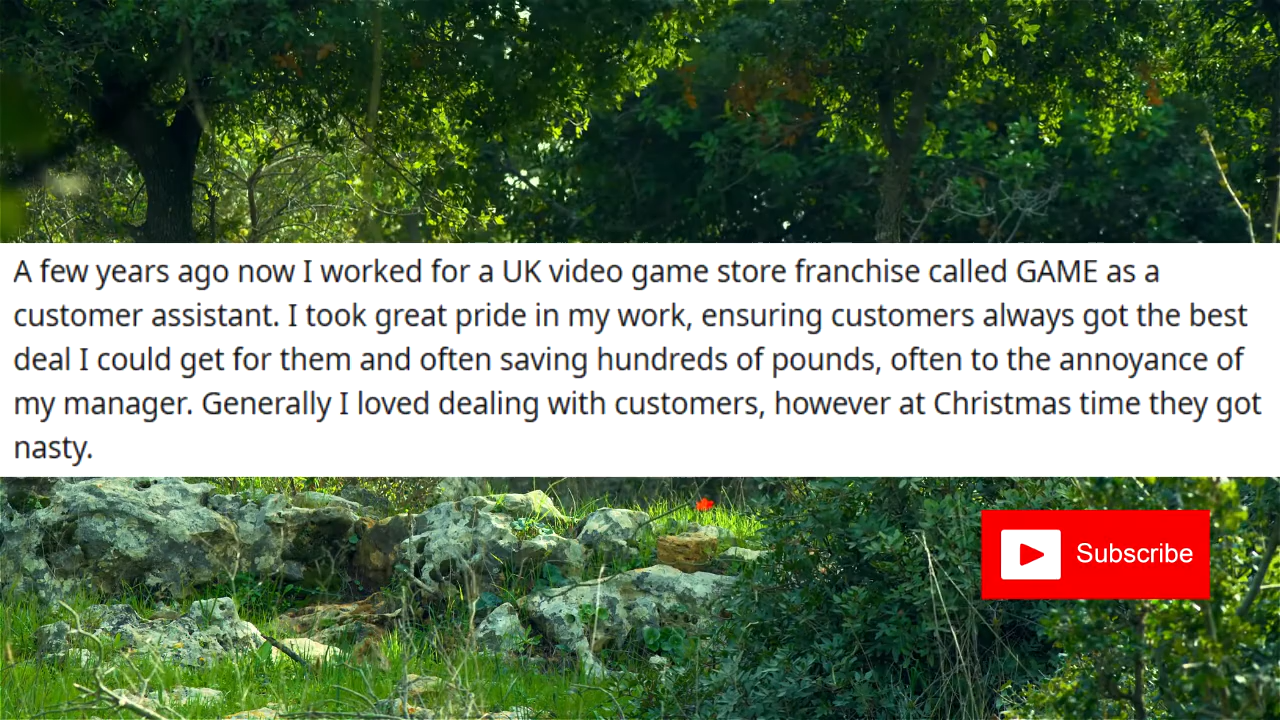 A few years ago now I worked for a UK video game store franchise called GAME as a
customer assistant. I took great pride in my work, ensuring customers always got the best
deal I could get for them and often saving hundreds of pounds, often to the annoyance of
my manager. Generally I loved dealing with customers, however at Christmas time they got
nasty.
Subscribe